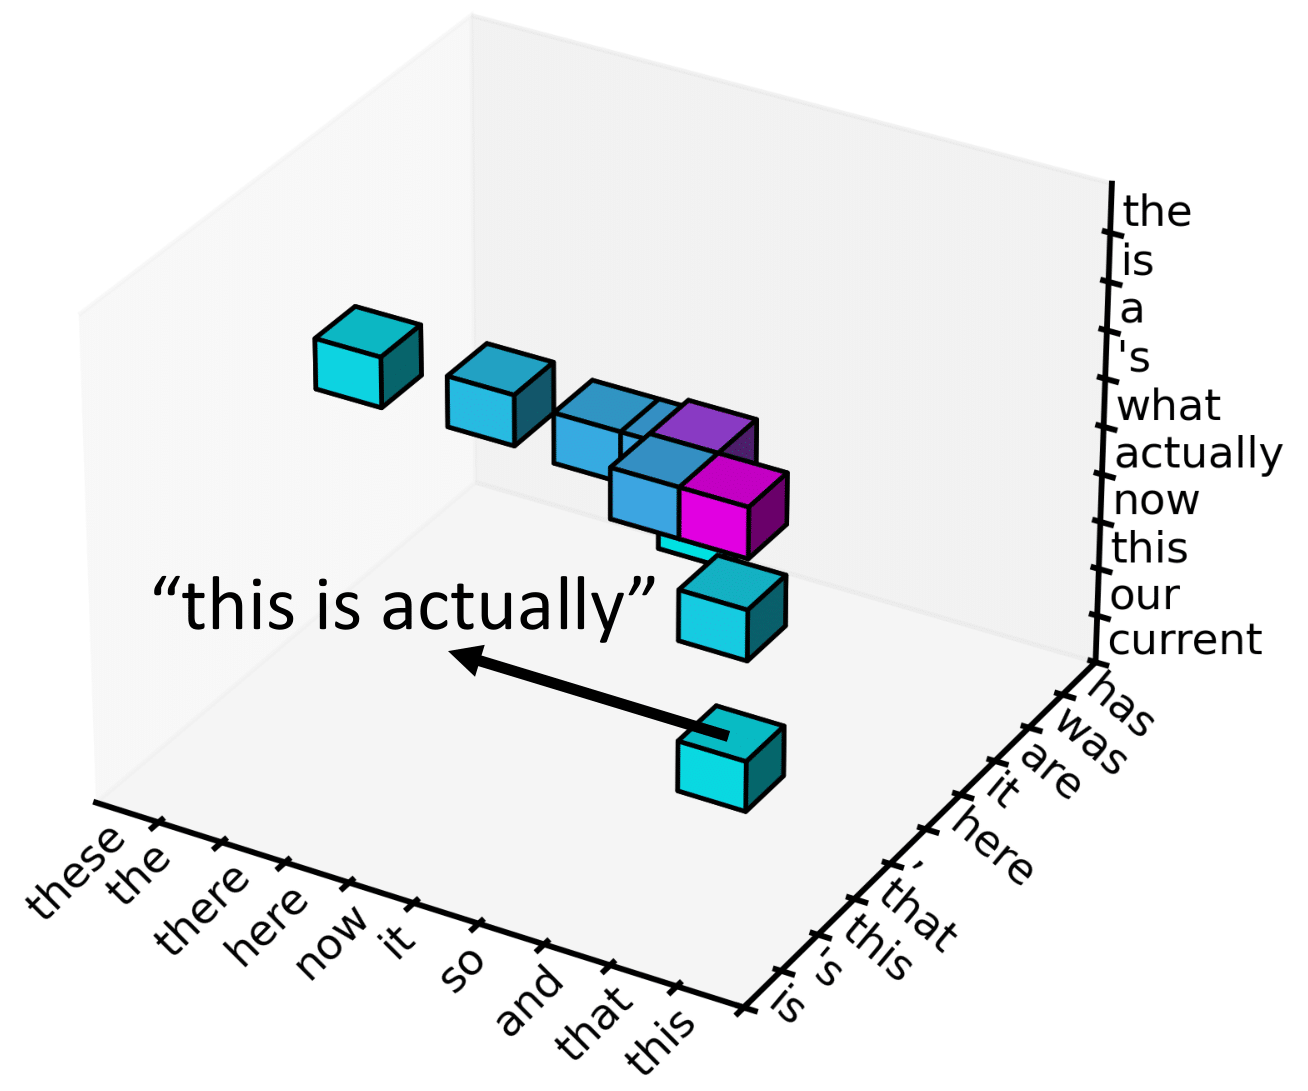 the
is
a
's
what
actually
now
this
our
current
“this is actually”
has
was
are
it
here
,
that
this
's
is
these
the
there
here
now
it
so
and
that
this